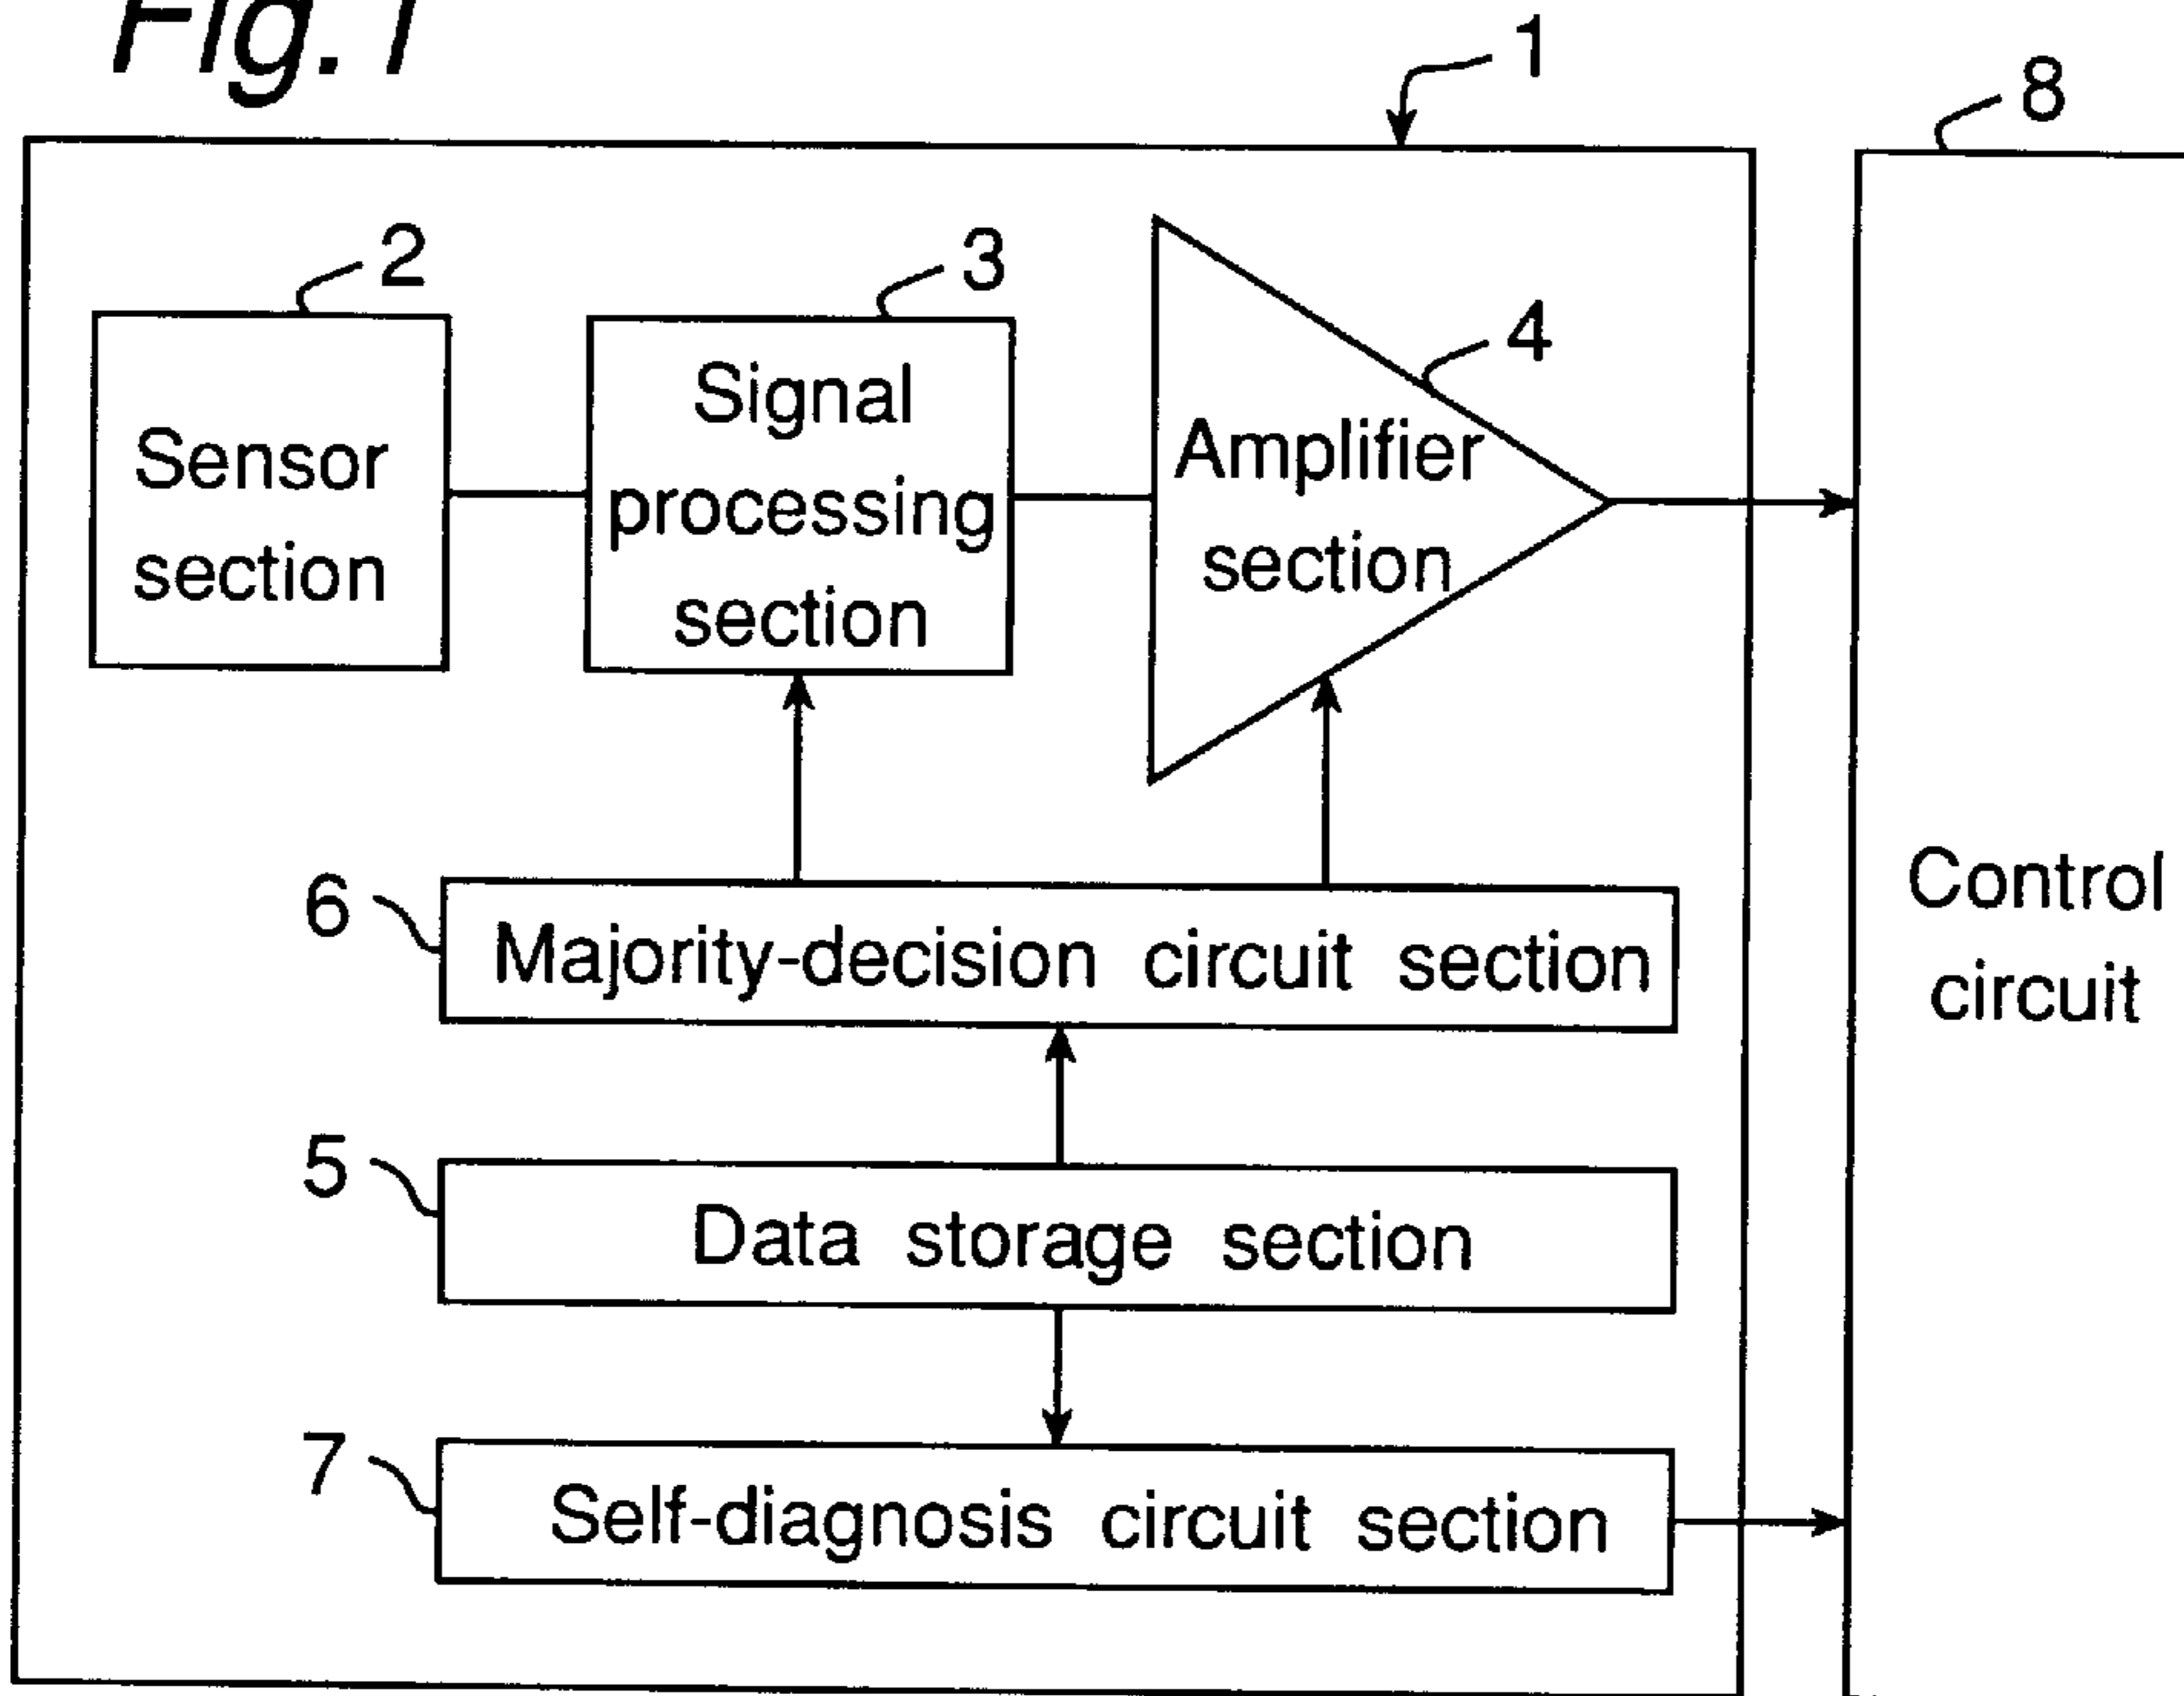 Fig.1
1
8
2
3
4
Sensor
section
Signal
processing
section
Amplifier
section
6
Majority-decision circuit section
Control
circuit
5
Data storage section
7
Self-diagnosis circuit section